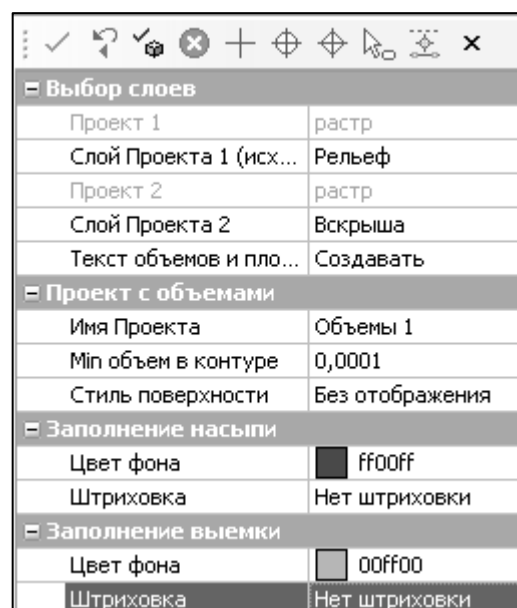 Выбор слоев
Проект 1 растр
Слой Проекта 1 (исх... Рельеф
Проект 2 растр
Слой Проекта 2 Вскрыша
Текст объемов и пло... Создавать
Проект с объемами
Имя Проекта Объемы 1
Min объем в контуре 0,0001
Стиль поверхности Без отображения
Заполнение насыпи
Цвет фона ff00ff
Штриховка Нет штриховки
Заполнение выемки
Цвет фона 00ff00
Штриховка Нет штриховки